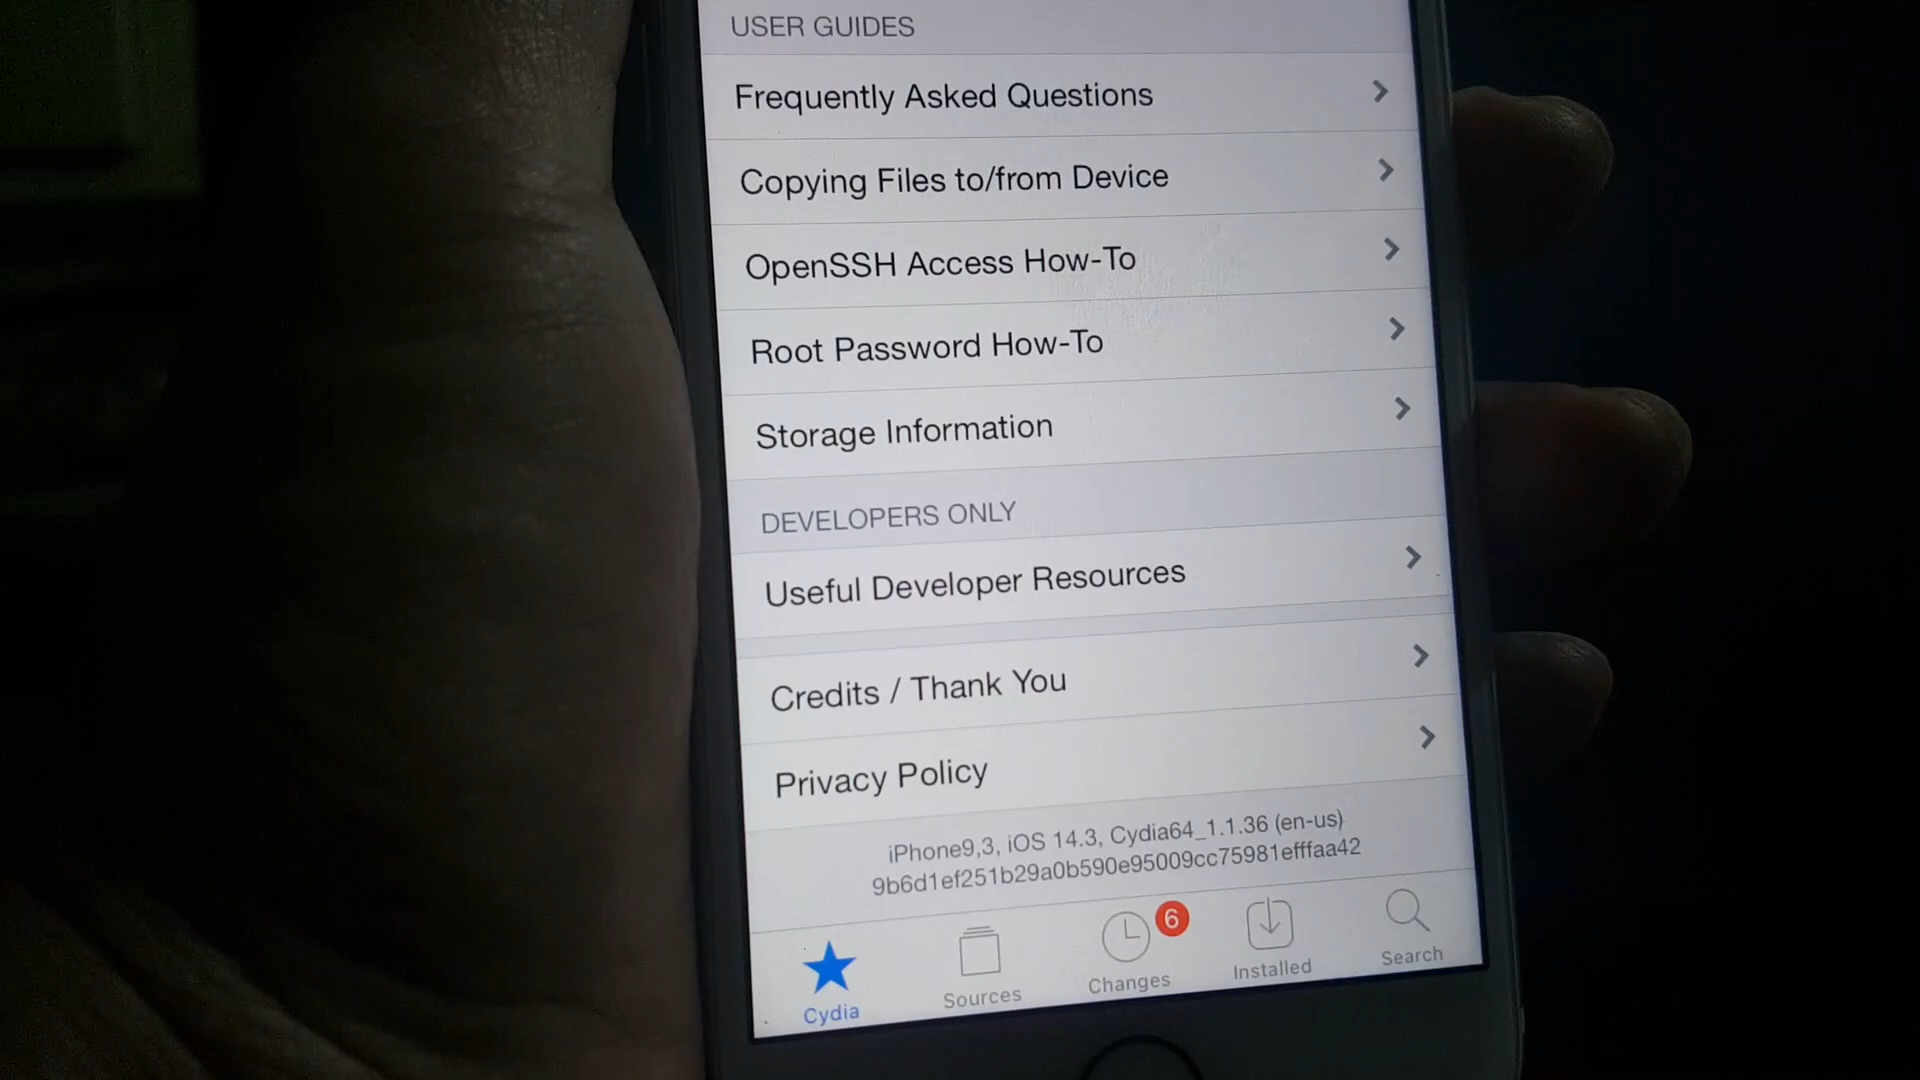 USER GUIDES
Frequently Asked Questions
Copying Files to/from Device
OpenSSH Access How-To
Root Password How-To
Storage Information
DEVELOPERS ONLY
Useful Developer Resources
Credits / Thank You
Privacy Policy
iPhone9,3, iOS 14.3, Cydia64_1.1.36 (en-us)
9b6d1ef251b29a0b590e95009cc75981efffaa42
6
Cydia Sources Changes Installed Search